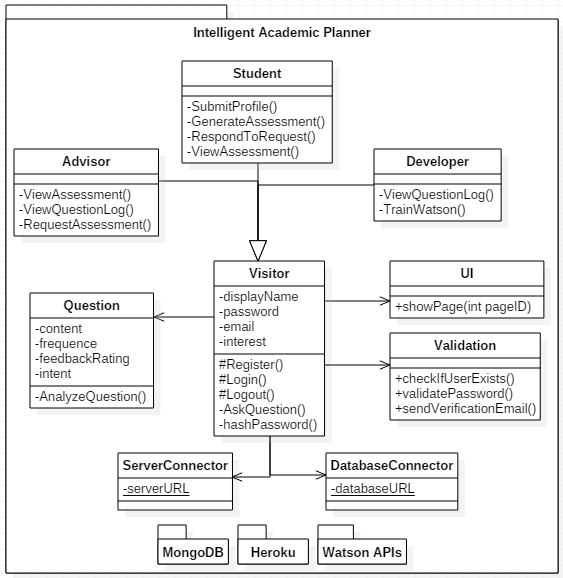 Intelligent Academic Planner
Student
-SubmitProfile()
-GenerateAssessment()
-RespondToRequest()
-ViewAssessment()
Advisor
-ViewAssessment()
-ViewQuestionLog()
-RequestAssessment()
Developer
-ViewQuestionLog()
-TrainWatson()
Visitor
-displayName
-password
-email
-interest
#Register()
#Login()
#Logout()
-AskQuestion()
-hashPassword()
UI
+showPage(int pageID)
Question
-content
-frequence
-feedbackRating
-intent
-AnalyzeQuestion()
Validation
+checkIfUserExists()
+validatePassword()
+sendVerificationEmail()
ServerConnector
-serverURL
DatabaseConnector
-databaseURL
MongoDB
Heroku
Watson APIs